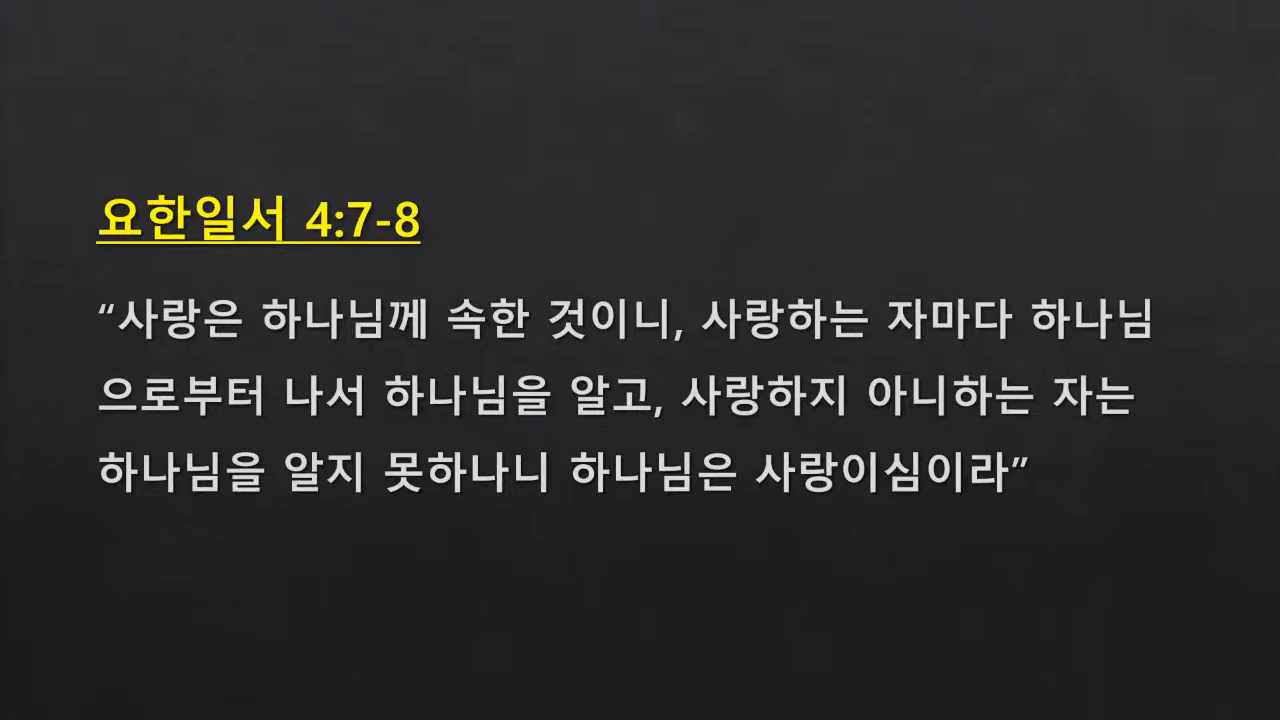 요한일서 4:7-8
“사랑은 하나님께 속한 것이니, 사랑하는 자마다 하나님
으로부터 나서 하나님을 알고, 사랑하지 아니하는 자는
하나님을 알지 못하나니 하나님은 사랑이심이라”